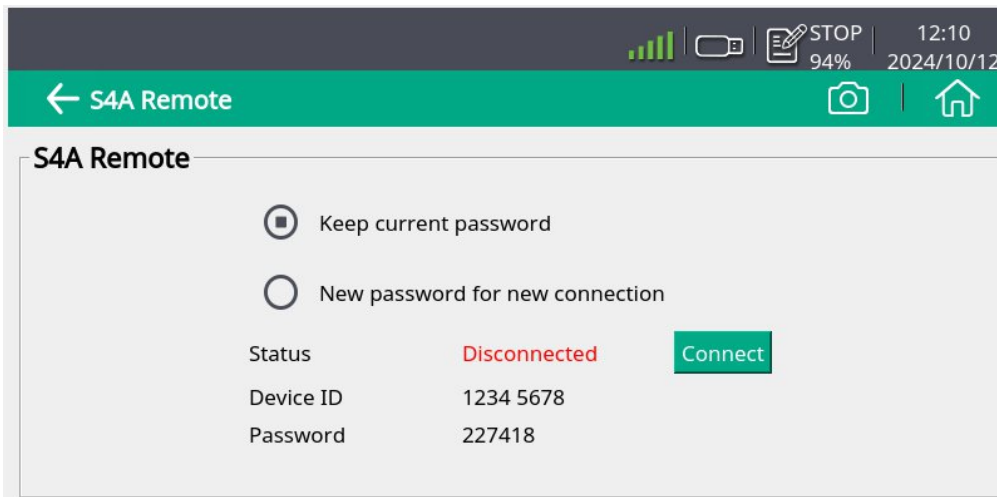 STOP 12:10
94% 2024/10/12
S4A Remote
S4A Remote
Keep current password
New password for new connection
Status Disconnected Connect
Device ID 1234 5678
Password 227418